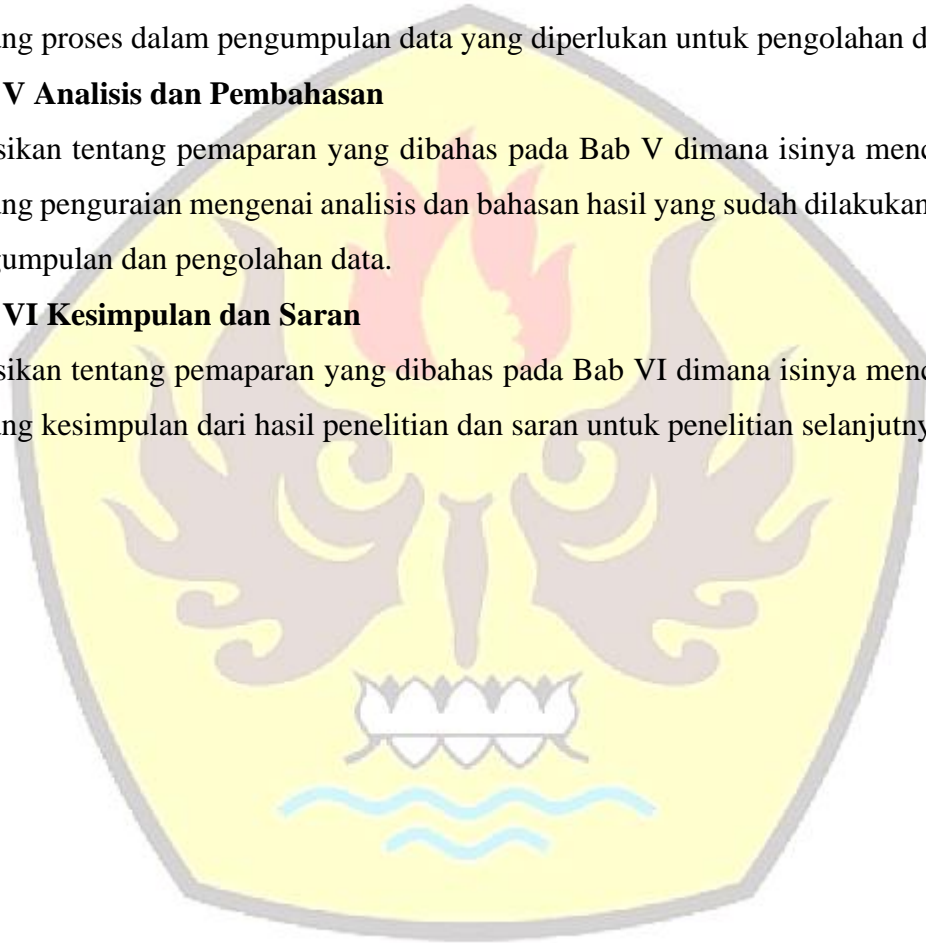 ang proses dalam pengumpulan data yang diperlukan untuk pengolahan d
V Analisis dan Pembahasan
sikan tentang pemaparan yang dibahas pada Bab V dimana isinya menc
ang penguraian mengenai analisis dan bahasan hasil yang sudah dilakukan
gumpulan dan pengolahan data.
VI Kesimpulan dan Saran
sikan tentang pemaparan yang dibahas pada Bab VI dimana isinya menc
ang kesimpulan dari hasil penelitian dan saran untuk penelitian selanjutny